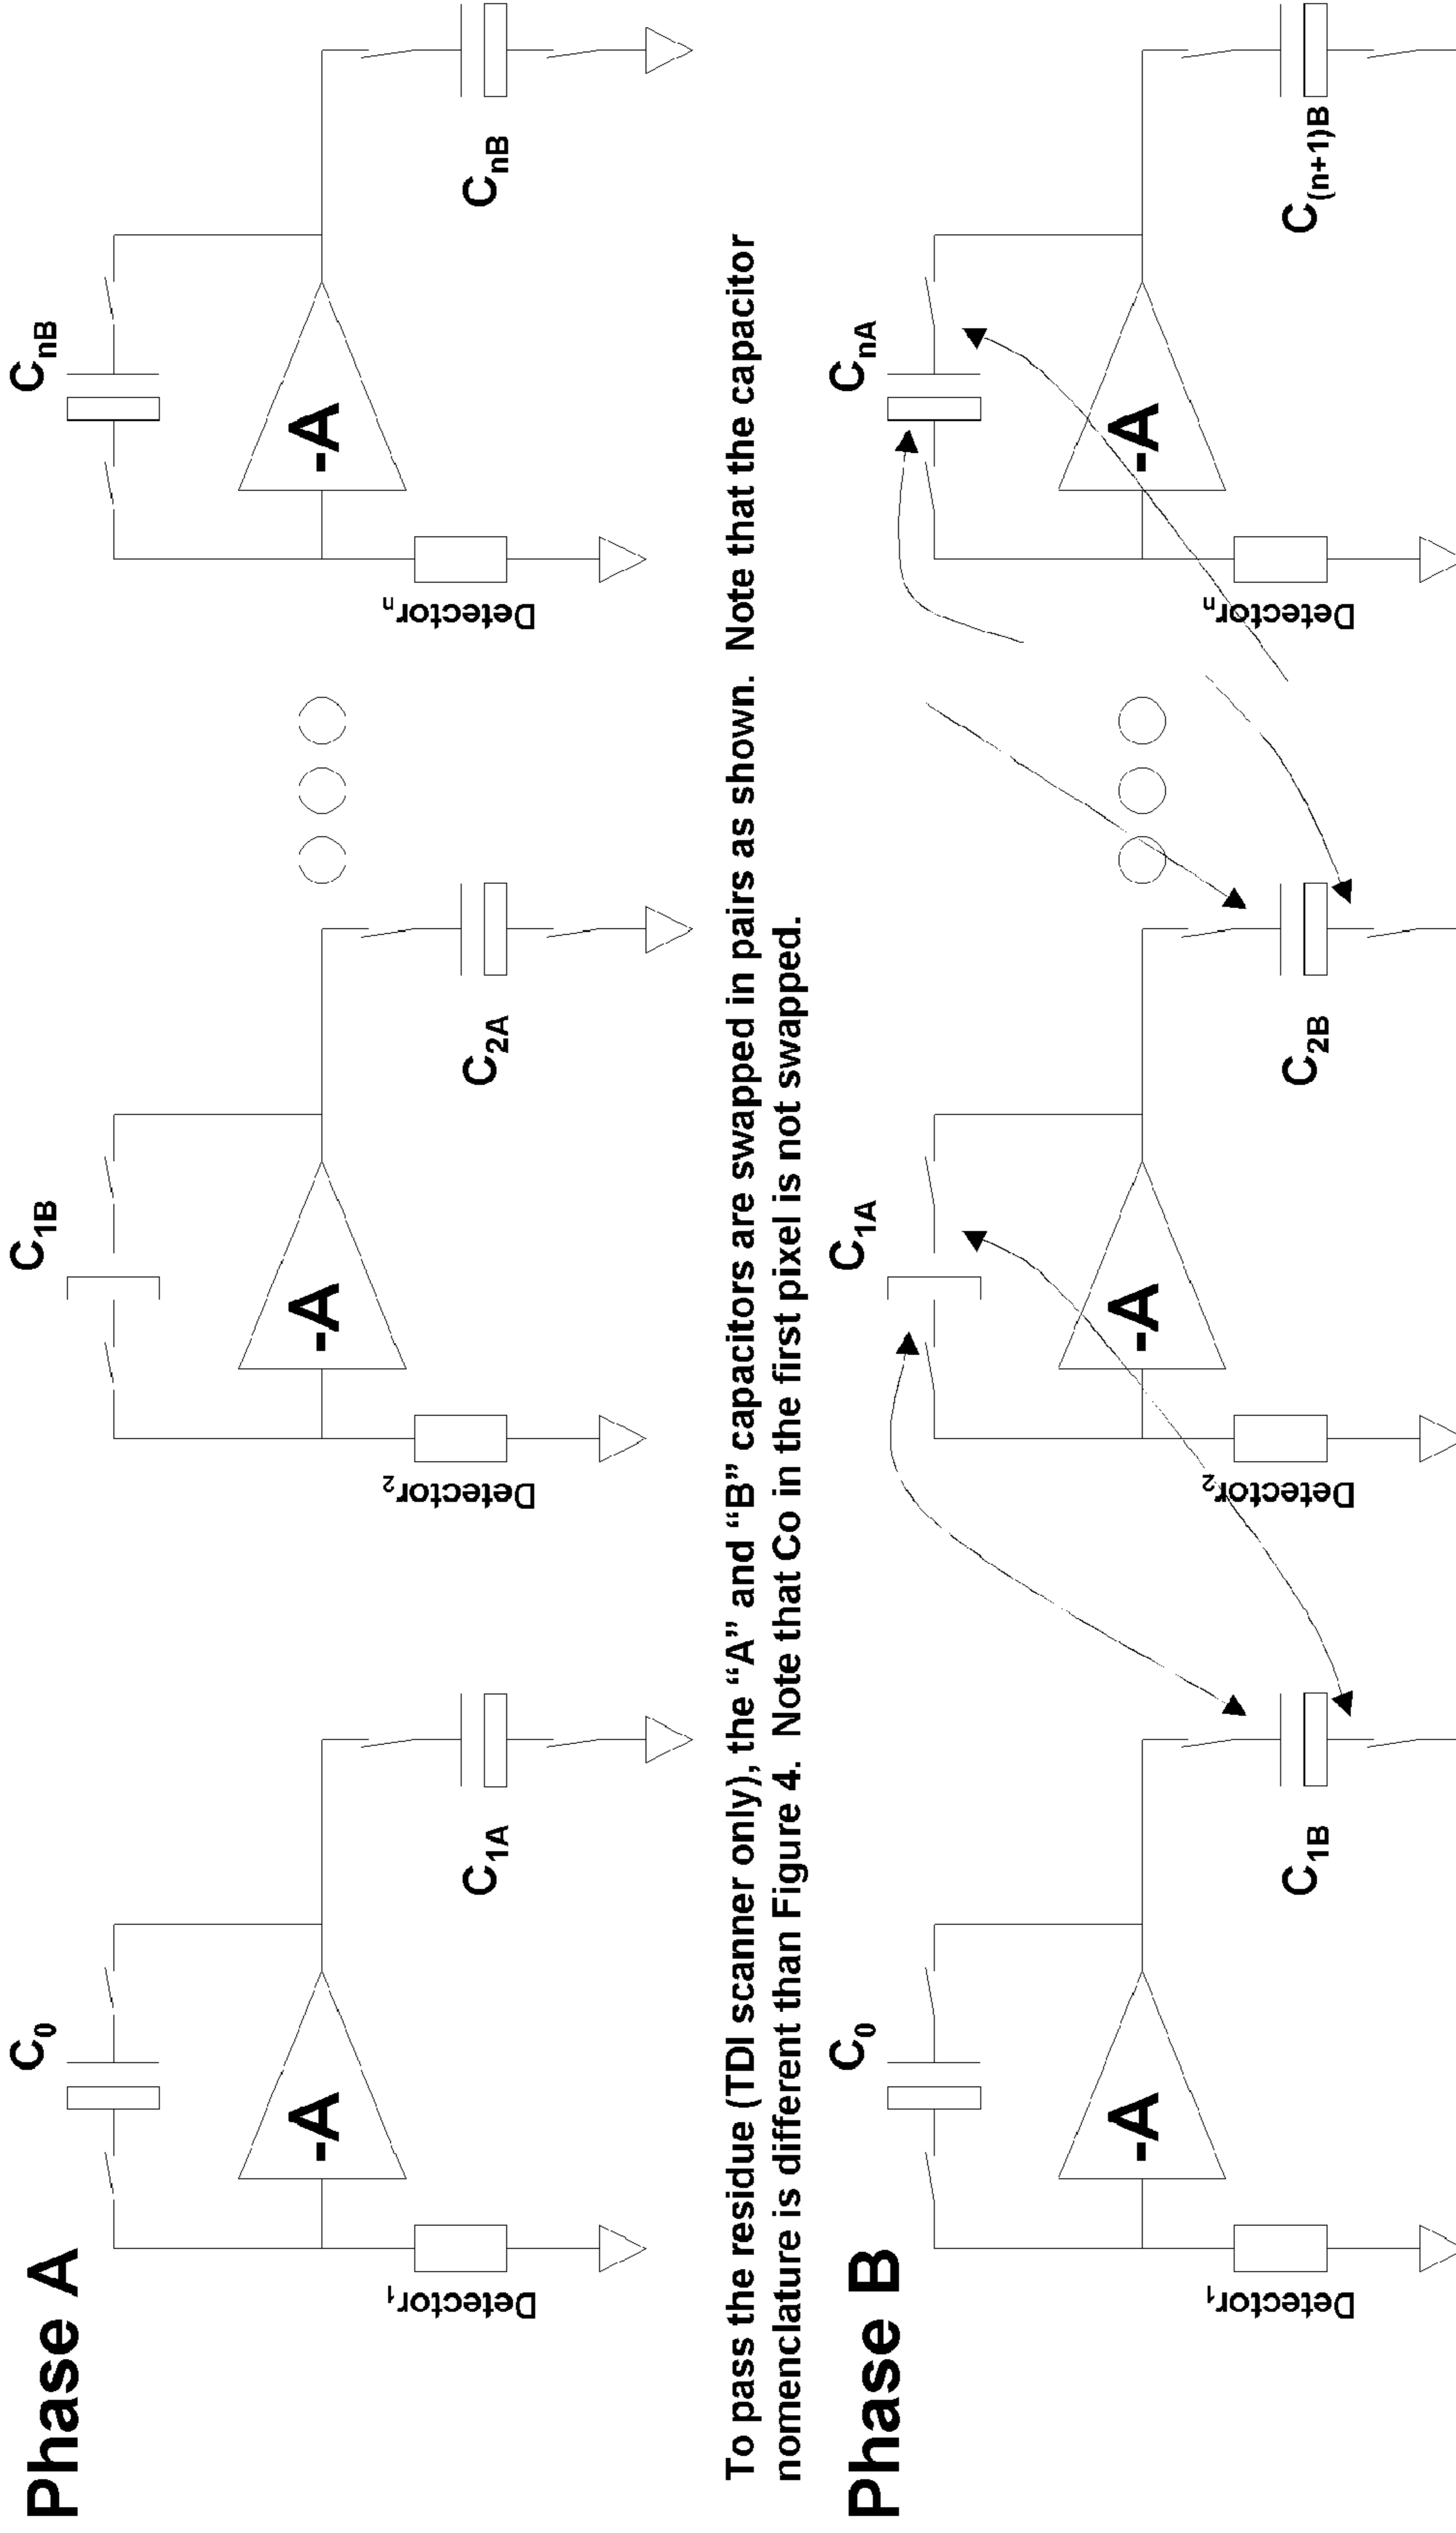 Phase A
C0
C1B
CnB
-A
-A
-A
Detector1
Detector2
Detectorn
C1A
C2A
CnB
To pass the residue (TDI scanner only), the “A” and “B” capacitors are swapped in pairs as shown. Note that the capacitor
nomenclature is different than Figure 4. Note that Co in the first pixel is not swapped.
Phase B
C0
C1A
CnA
-A
-A
-A
Detector1
Detector2
Detectorn
C1B
C2B
C(n+1)B